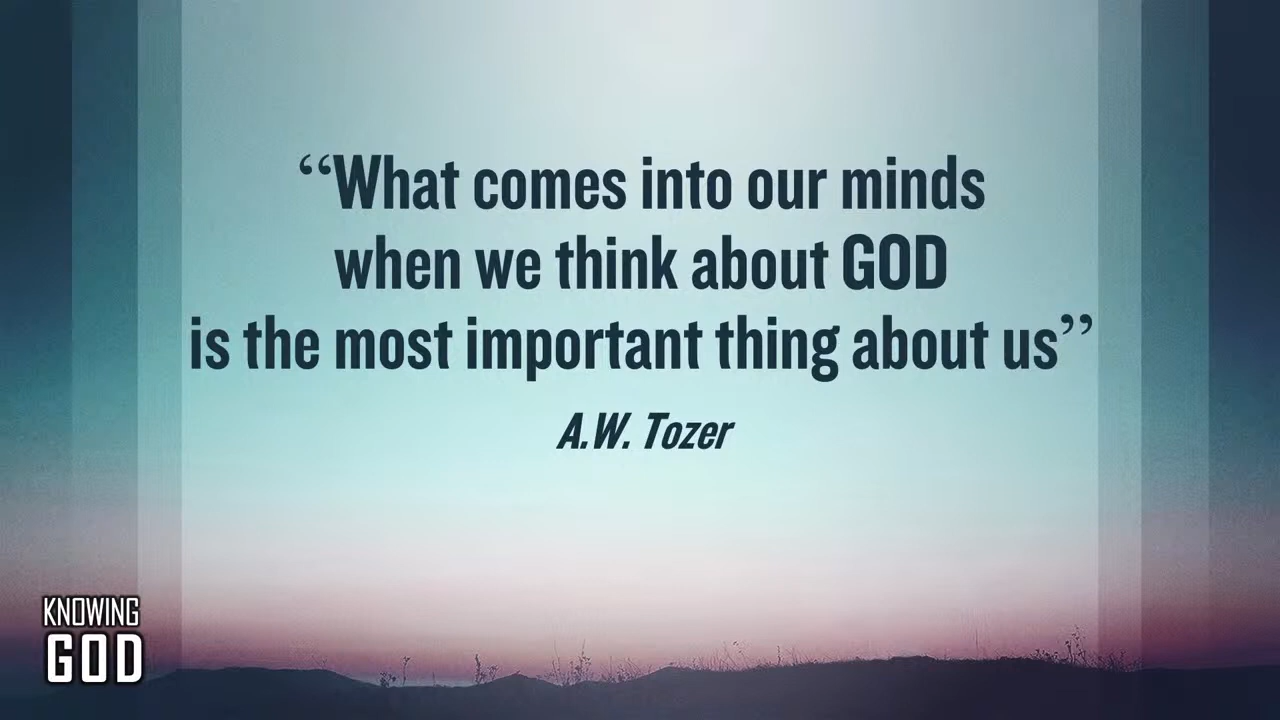 “What comes into our minds
when we think about GOD
is the most important thing about us”
A.W. Tozer
KNOWING
GOD